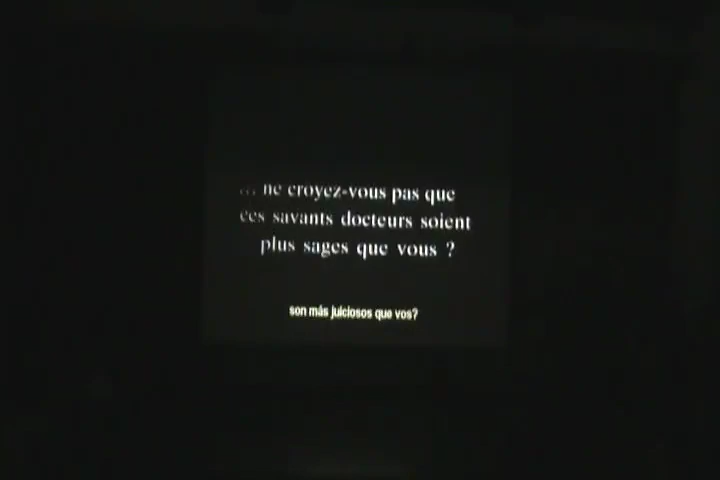 ... ne croyez-vous pas que
ces savants docteurs soient
plus sages que vous ?
son más juiciosos que vos?